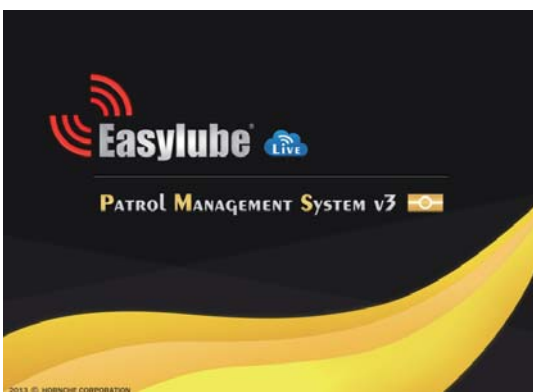 Easylube®
LIVE
PATROL MANAGEMENT SYSTEM v3
2013 © HORNCHE CORPORATION